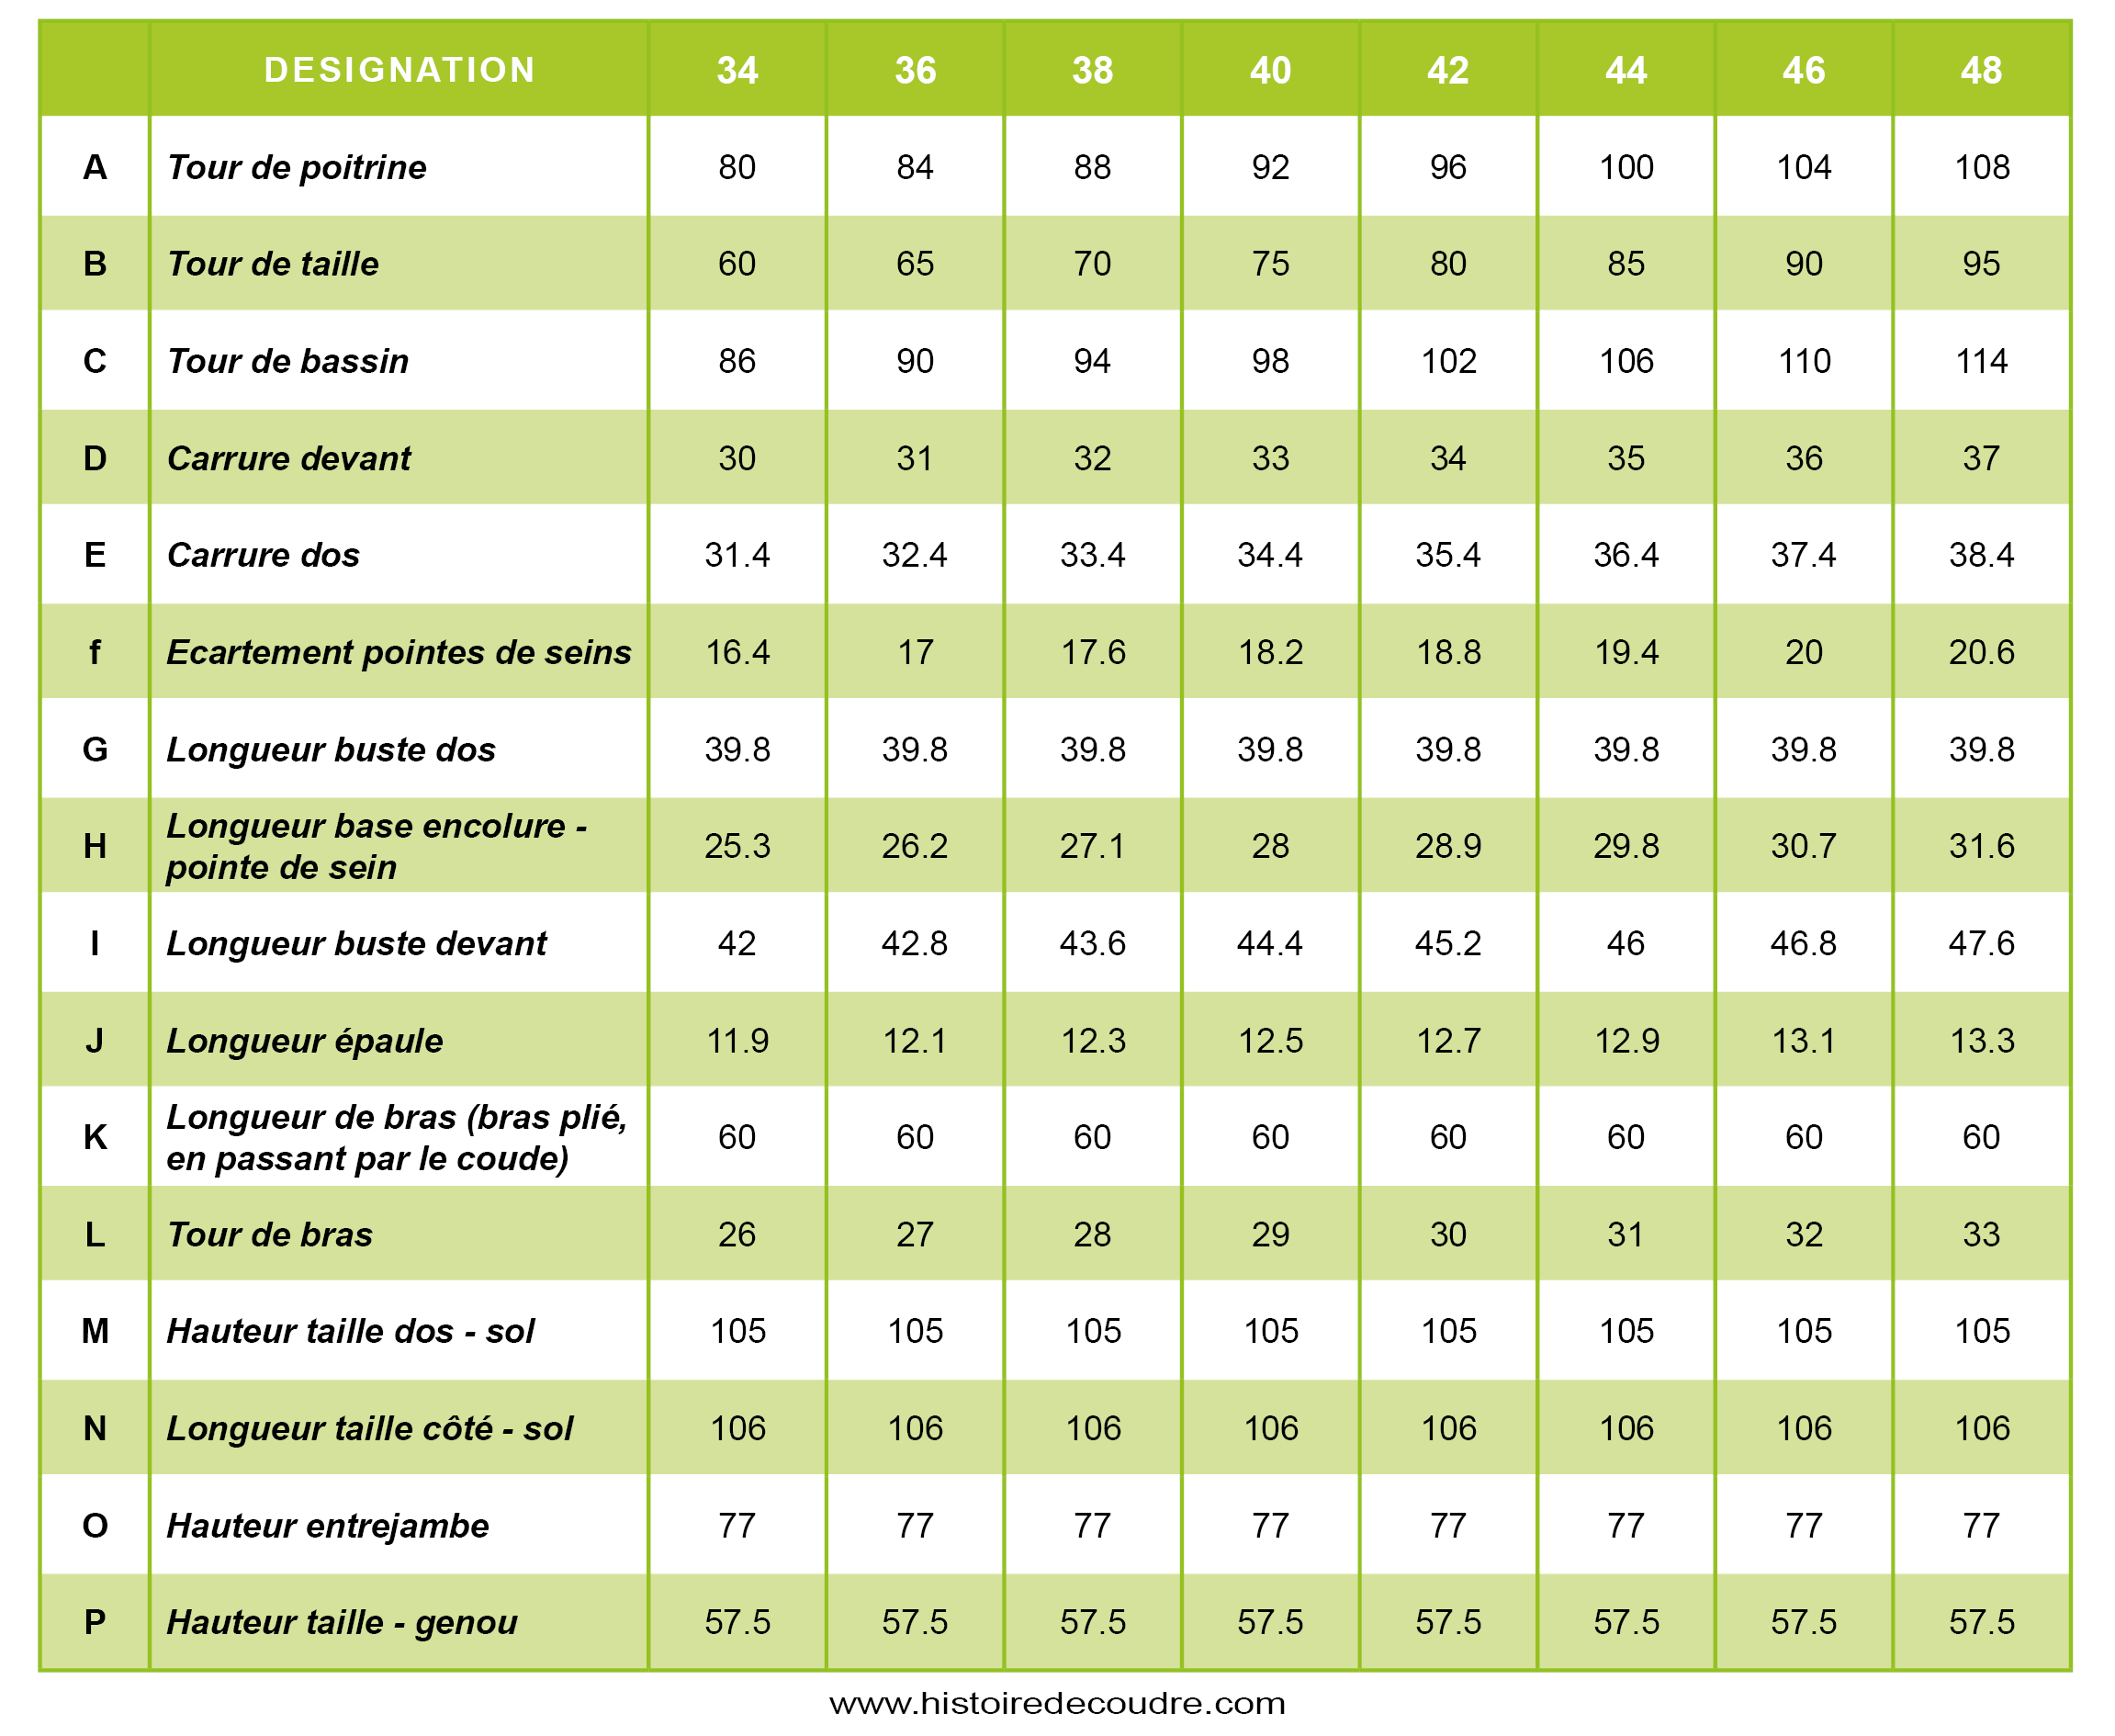 DESIGNATION 34 36 38 40 42 44 46 48
A Tour de poitrine 80 84 88 92 96 100 104 108
B Tour de taille 60 65 70 75 80 85 90 95
C Tour de bassin 86 90 94 98 102 106 110 114
D Carrure devant 30 31 32 33 34 35 36 37
E Carrure dos 31.4 32.4 33.4 34.4 35.4 36.4 37.4 38.4
f Ecartement pointes de seins 16.4 17 17.6 18.2 18.8 19.4 20 20.6
G Longueur buste dos 39.8 39.8 39.8 39.8 39.8 39.8 39.8 39.8
H Longueur base encolure -
pointe de sein 25.3 26.2 27.1 28 28.9 29.8 30.7 31.6
I Longueur buste devant 42 42.8 43.6 44.4 45.2 46 46.8 47.6
J Longueur épaule 11.9 12.1 12.3 12.5 12.7 12.9 13.1 13.3
K Longueur de bras (bras plié,
en passant par le coude) 60 60 60 60 60 60 60 60
L Tour de bras 26 27 28 29 30 31 32 33
M Hauteur taille dos - sol 105 105 105 105 105 105 105 105
N Longueur taille côté - sol 106 106 106 106 106 106 106 106
O Hauteur entrejambe 77 77 77 77 77 77 77 77
P Hauteur taille - genou 57.5 57.5 57.5 57.5 57.5 57.5 57.5 57.5
www.histoiredecoudre.com